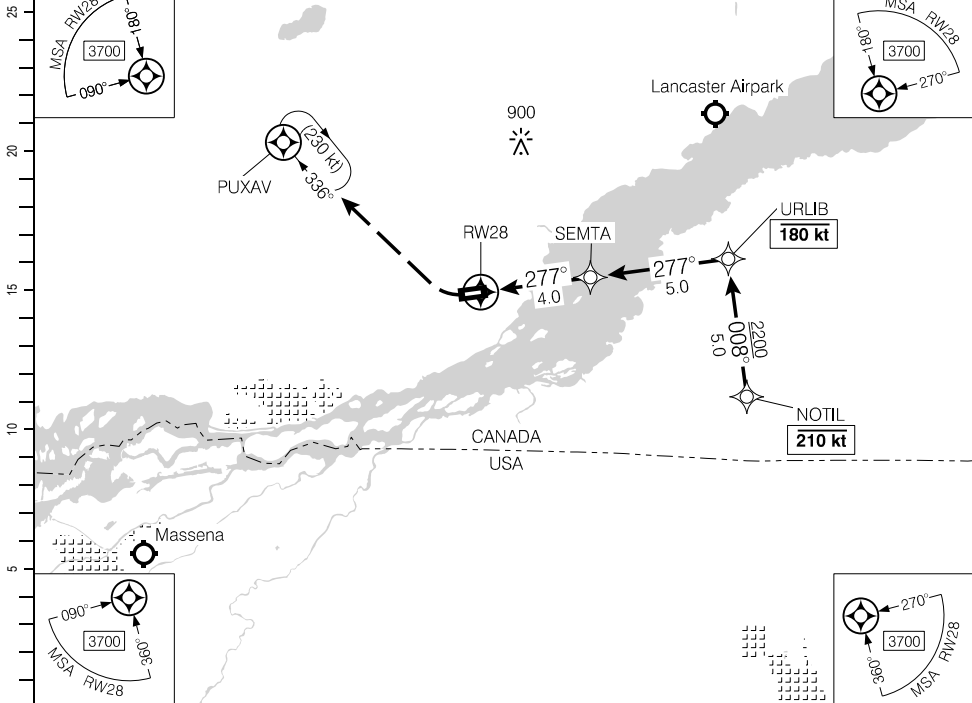 25
MSA RW28
180°
3700
090°
MSA RW28
180°
3700
270°
Lancaster Airpark
900
20
(230 kt)
336°
PUXAV
URLIB
180 kt
RW28
SEMTA
277°
4.0
277°
5.0
15
2200
008°
5.0
NOTIL
210 kt
10
CANADA
USA
Massena
5
090°
3700
360°
MSA RW28
270°
3700
360°
MSA RW28